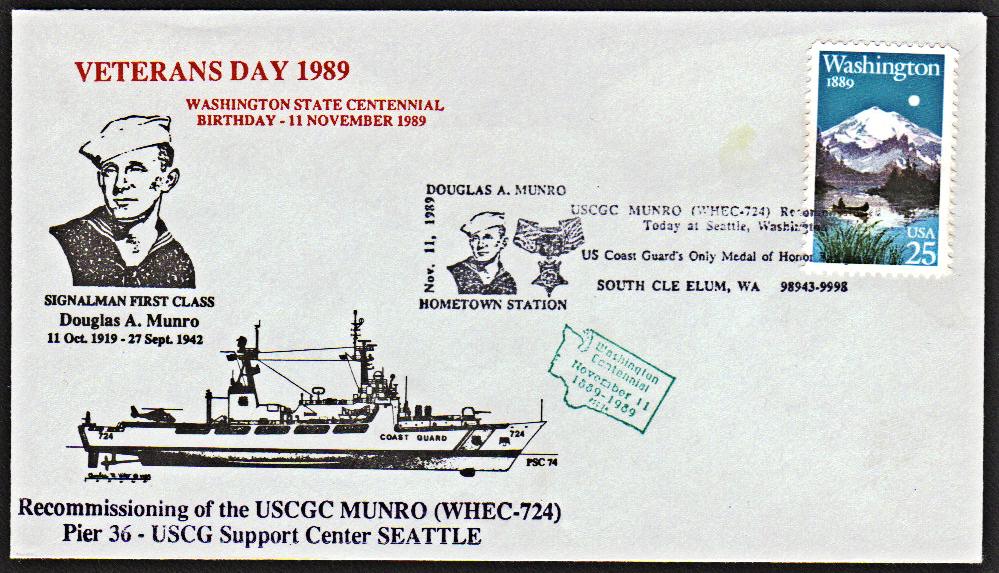 VETERANS DAY 1989
WASHINGTON STATE CENTENNIAL
BIRTHDAY - 11 NOVEMBER 1989
SIGNALMAN FIRST CLASS
Douglas A. Munro
11 Oct. 1919 - 27 Sept. 1942
724
COAST GUARD
724
PSC 74
Recommissioning of the USCGC MUNRO (WHEC-724)
Pier 36 - USCG Support Center SEATTLE
DOUGLAS A. MUNRO
Nov. 11, 1989
HOMETOWN STATION
USCGC MUNRO (WHEC-724)
Today at Seattle, Washington
US Coast Guard's Only Medal of Honor
SOUTH CLE ELUM, WA 98943-9998
Washington
Centennial
November 11
1889-1989
Washington
1889
USA
25